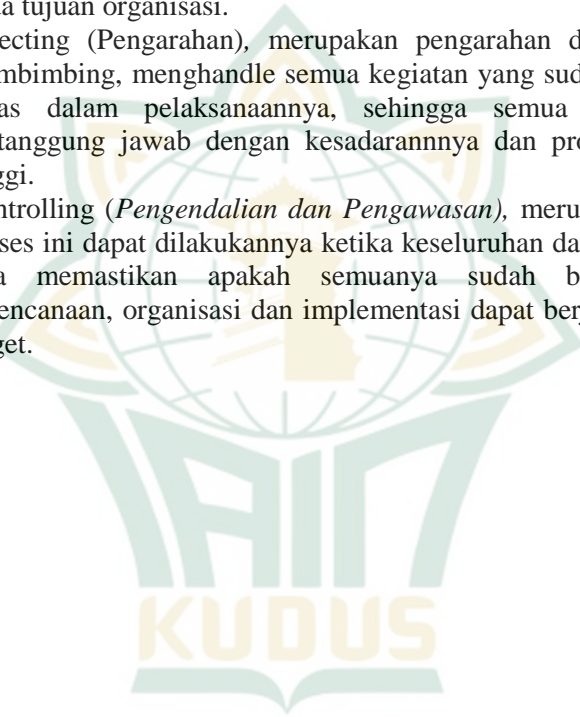 a tujuan organisasi.
ecting (Pengarahan), merupakan pengarahan d
mbimbing, menghandle semua kegiatan yang sud
as dalam pelaksanaannya, sehingga semua
tanggung jawab dengan kesadarannnya dan pro
ggi.
ntrolling (Pengendalian dan Pengawasan), meru
ses ini dapat dilakukannya ketika keseluruhan da
a memastikan apakah semuanya sudah b
encanaan, organisasi dan implementasi dapat berj
get.
IAIN
KUDUS